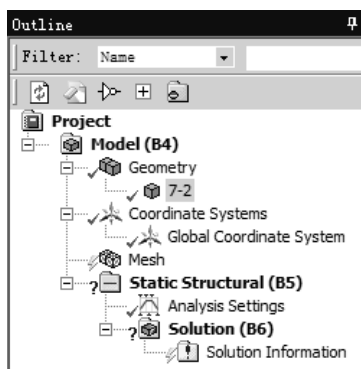 Outline
Filter: Name
Project
Model (B4)
Geometry
7-2
Coordinate Systems
Global Coordinate System
Mesh
Static Structural (B5)
Analysis Settings
Solution (B6)
Solution Information